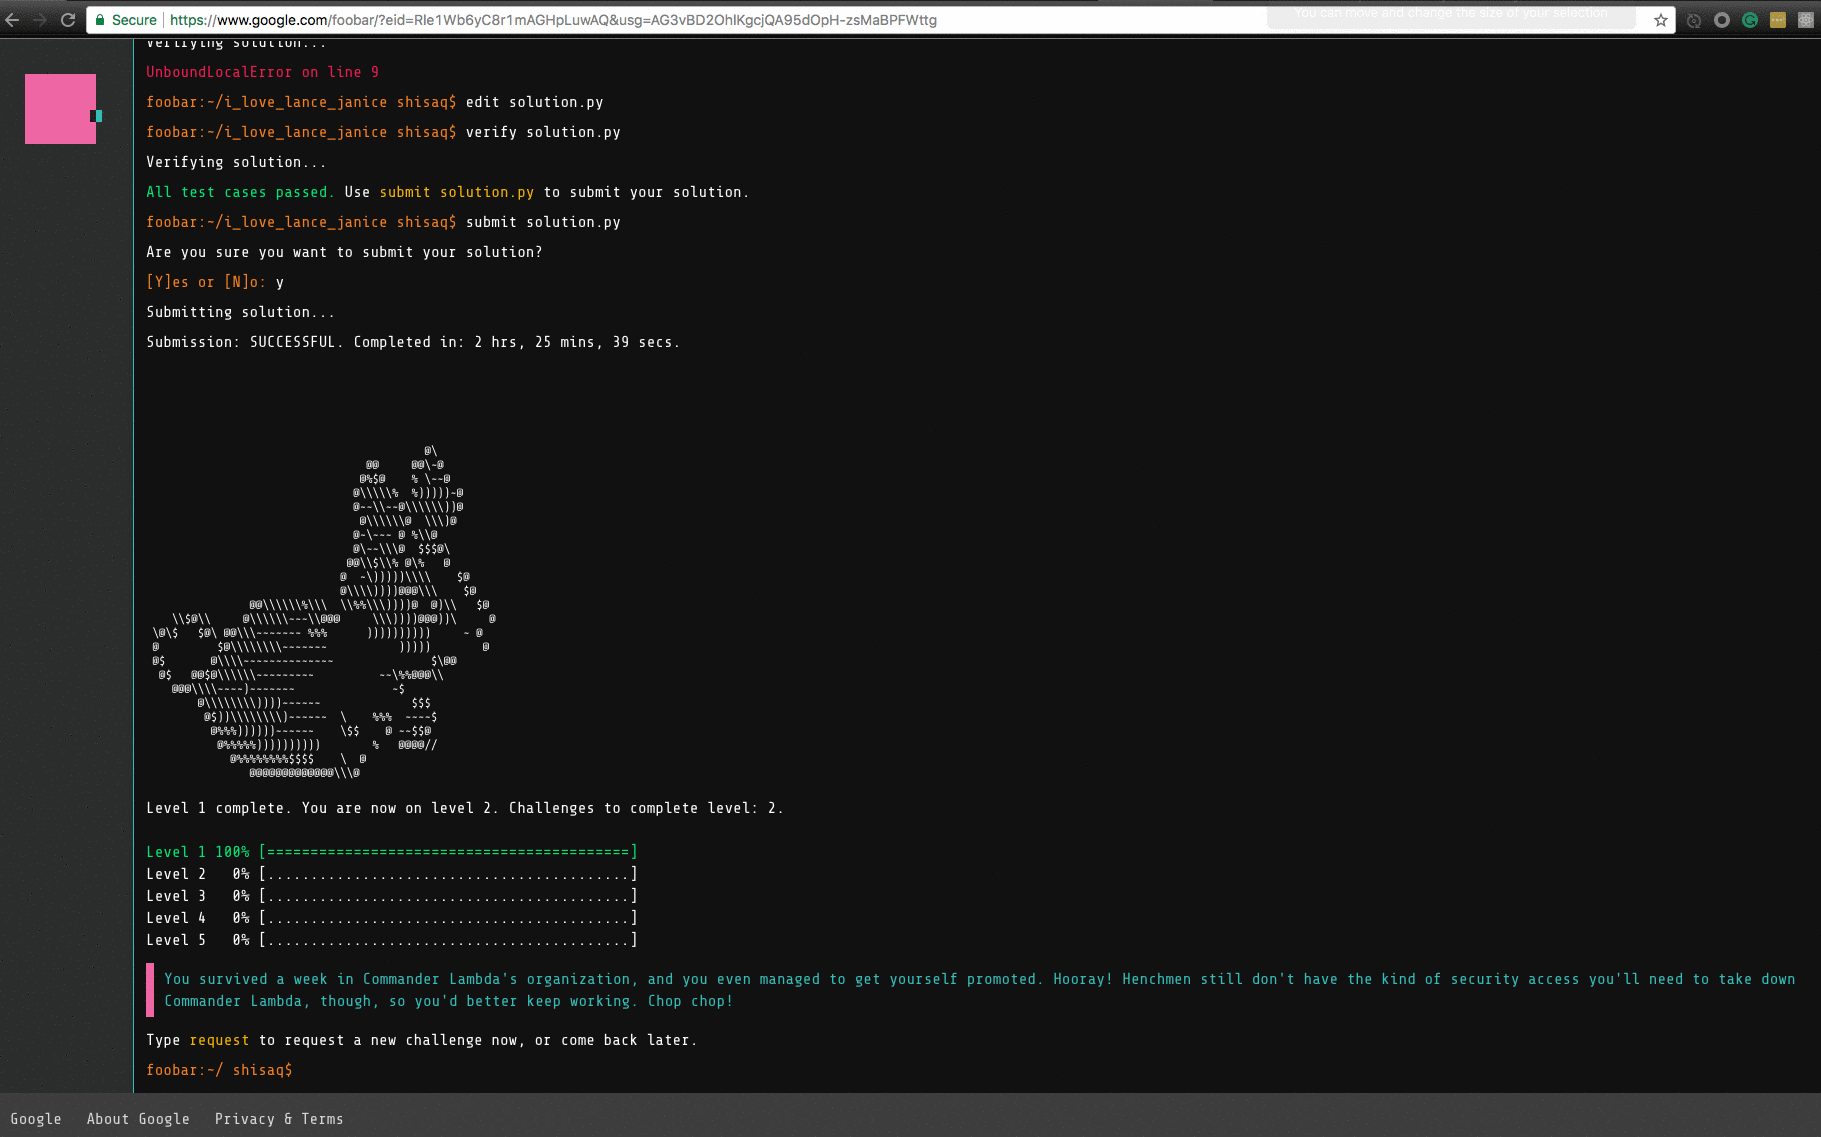 Secure | https://www.google.com/foobar/?eid=RIe1Wb6yC8r1mAGHpLuwAQ&usg=AG3vBD2OhlKgcjQA95dOpH-zsMaBPFWttg
You can move and change the size of your selection
Verifying solution...
UnboundLocalError on line 9
foobar:~/i_love_lance_janice shisaq$ edit solution.py
foobar:~/i_love_lance_janice shisaq$ verify solution.py
Verifying solution...
All test cases passed. Use submit solution.py to submit your solution.
foobar:~/i_love_lance_janice shisaq$ submit solution.py
Are you sure you want to submit your solution?
[Y]es or [N]o: y
Submitting solution...
Submission: SUCCESSFUL. Completed in: 2 hrs, 25 mins, 39 secs.
Level 1 complete. You are now on level 2. Challenges to complete level: 2.
Level 1 100% [==========================================]
Level 2   0% [..........................................]
Level 3   0% [..........................................]
Level 4   0% [..........................................]
Level 5   0% [..........................................]
You survived a week in Commander Lambda's organization, and you even managed to get yourself promoted. Hooray! Henchmen still don't have the kind of security access you'll need to take down
Commander Lambda, though, so you'd better keep working. Chop chop!
Type request to request a new challenge now, or come back later.
foobar:~/ shisaq$
Google About Google Privacy & Terms